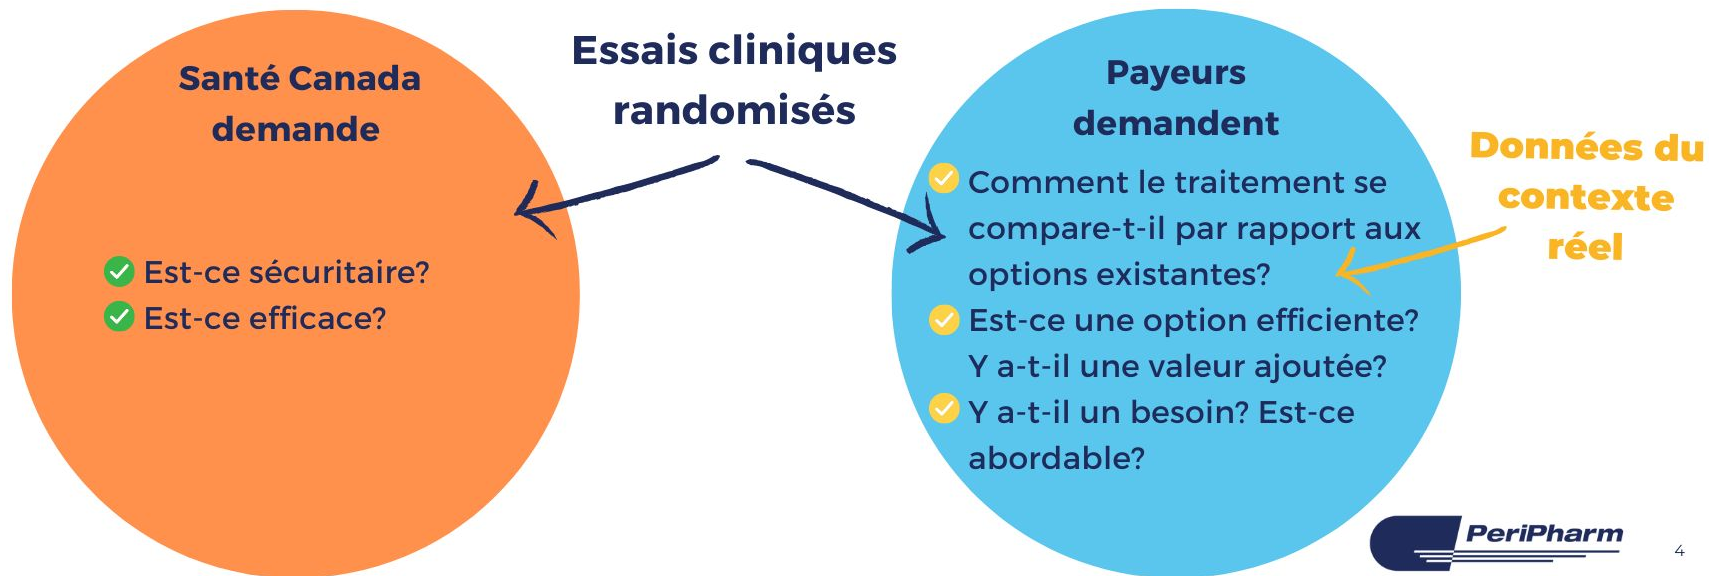 Santé Canada
demande
Est-ce sécuritaire?
Est-ce efficace?
Essais cliniques
randomisés
Payeurs
demandent
Comment le traitement se
compare-t-il par rapport aux
options existantes?
Est-ce une option efficiente?
Y a-t-il une valeur ajoutée?
Y a-t-il un besoin? Est-ce
abordable?
Données du
contexte
réel
PeriPharm
4